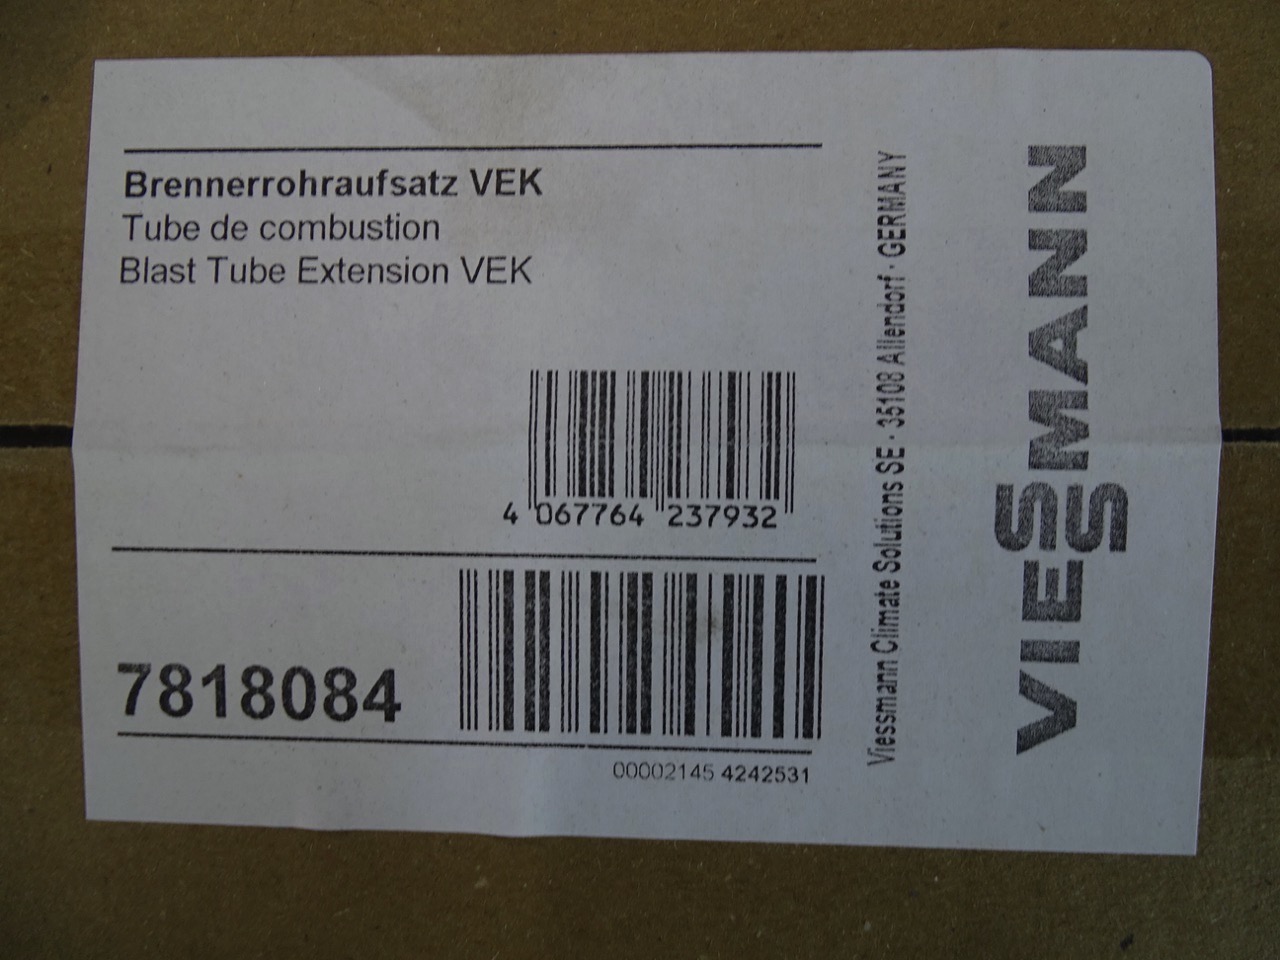 Brennerrohraufsatz VEK
Tube de combustion
Blast Tube Extension VEK
4 067764 237932
7818084
00002145 4242531
Viessmann Climate Solutions SE · 35108 Allendorf · GERMANY
VIESMANN